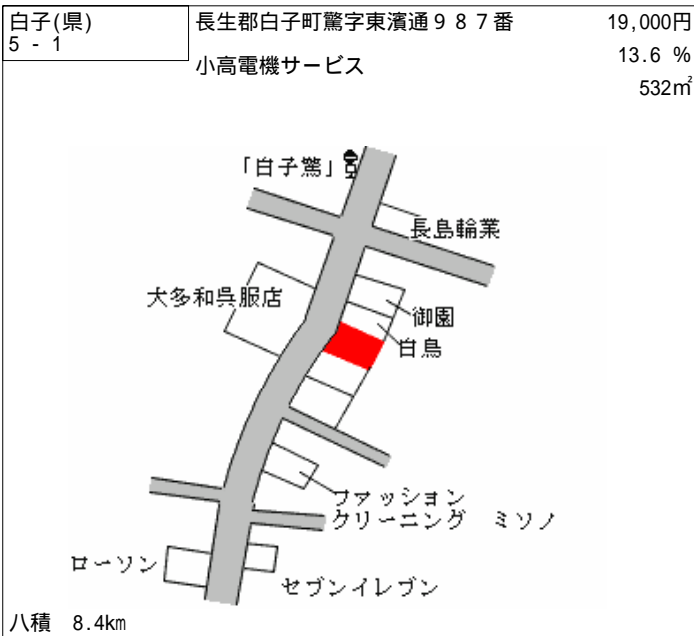 白子(県)
5 - 1
長生郡白子町驚字東濱通987番
19,000円
小高電機サービス
13.6 %
532㎡
「白子驚」
長島輪業
大多和呉服店
御園
白鳥
ファッション
クリーニング ミソノ
ローソン
セブンイレブン
八積 8.4km